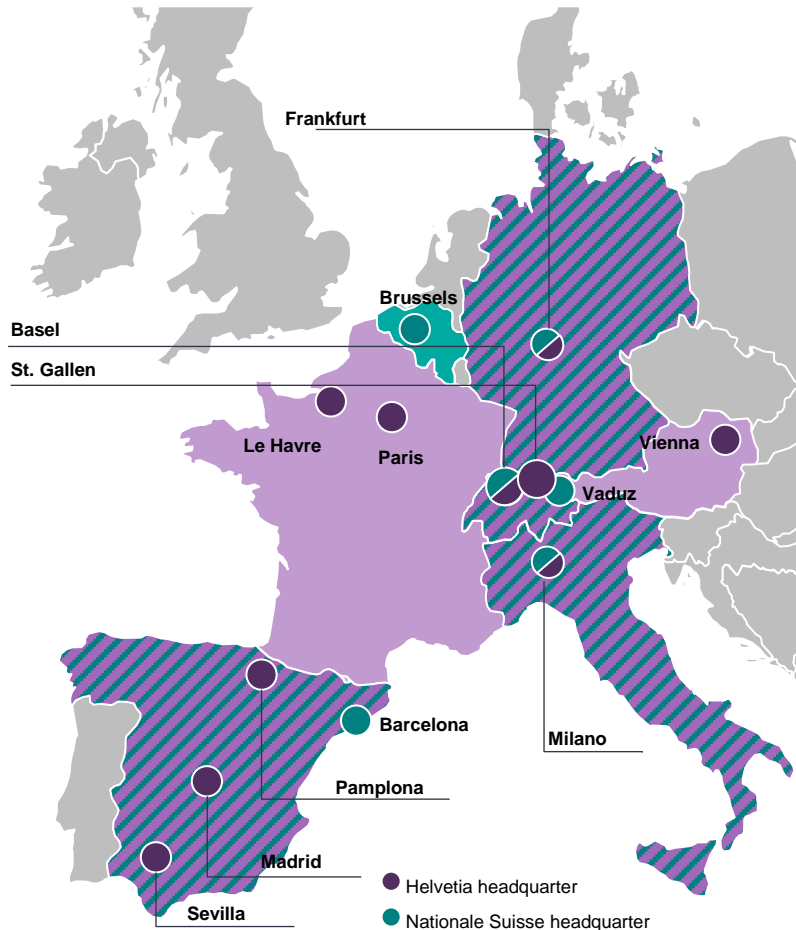 Frankfurt
Brussels
Basel
St. Gallen
Le Havre
Paris
Vienna
Vaduz
Barcelona
Milano
Pamplona
Madrid
Helvetia headquarter
Sevilla
Nationale Suisse headquarter